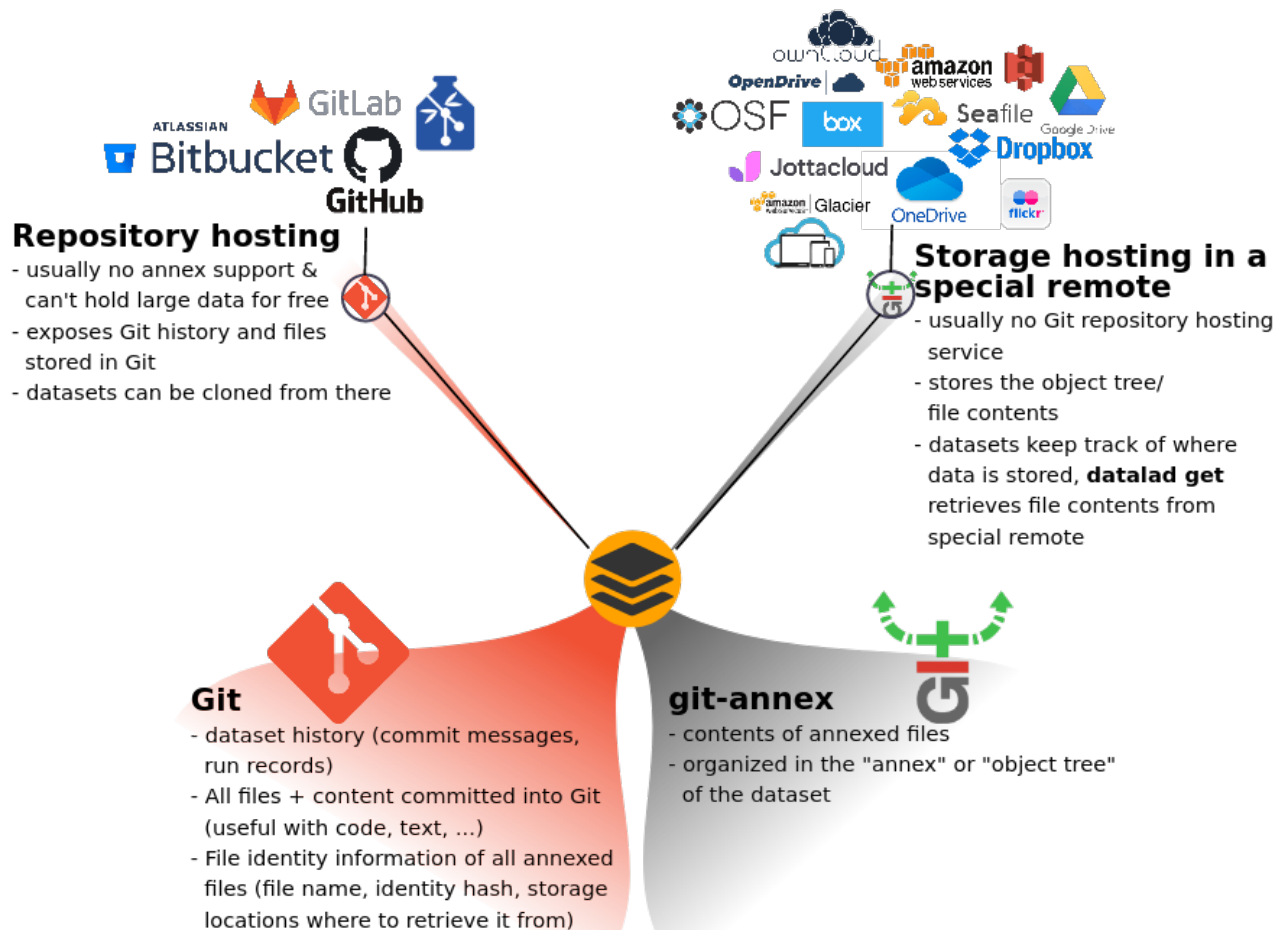 GitLab
ATLASSIAN
Bitbucket
GitHub
Repository hosting
- usually no annex support &
can't hold large data for free
- exposes Git history and files
stored in Git
- datasets can be cloned from there
ownCloud
OpenDrive
amazon
webservices
OSF
box
Seafile
Google Drive
Dropbox
Jottacloud
amazon
webservices
Glacier
OneDrive
flickr
Storage hosting in a
special remote
- usually no Git repository hosting
service
- stores the object tree/
file contents
- datasets keep track of where
data is stored, datalad get
retrieves file contents from
special remote
GIT
Git
- dataset history (commit messages,
run records)
- All files + content committed into Git
(useful with code, text, ...)
- File identity information of all annexed
files (file name, identity hash, storage
locations where to retrieve it from)
GIT
git-annex
- contents of annexed files
- organized in the "annex" or "object tree"
of the dataset